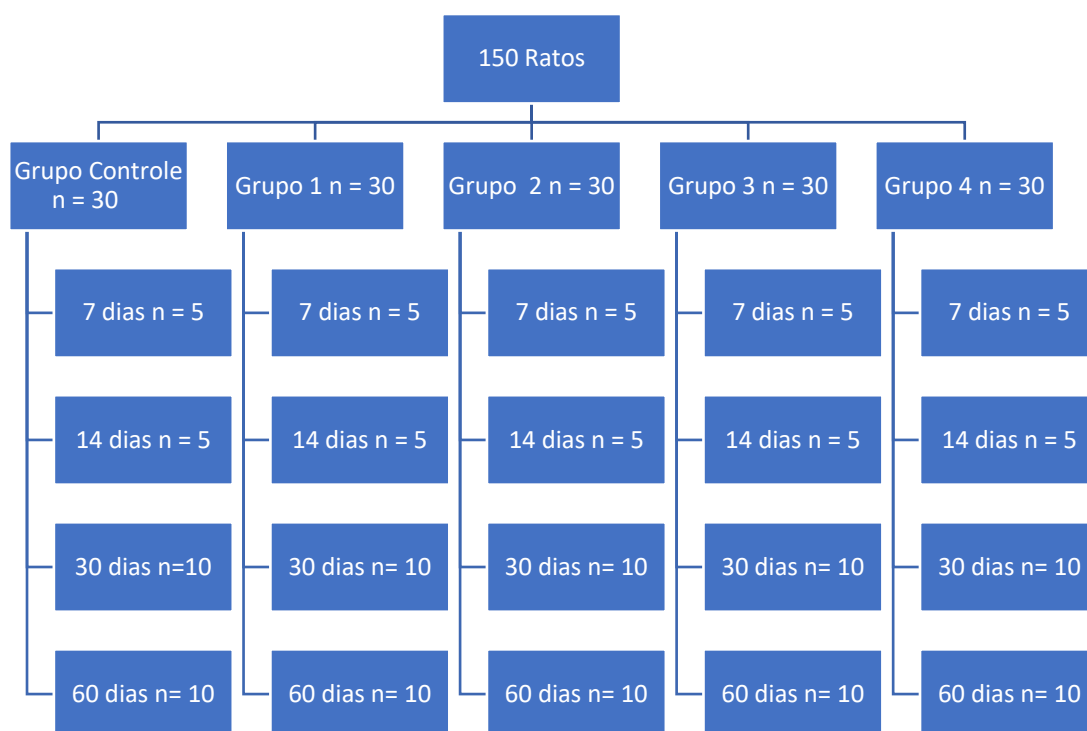 150 Ratos
Grupo Controle
n = 30
Grupo 1 n = 30
Grupo  2 n = 30
Grupo 3 n = 30
Grupo 4 n = 30
7 dias n = 5
7 dias n = 5
7 dias n = 5
7 dias n = 5
7 dias n = 5
14 dias n = 5
14 dias n = 5
14 dias n = 5
14 dias n = 5
14 dias n = 5
30 dias n=10
30 dias n= 10
30 dias n= 10
30 dias n= 10
30 dias n= 10
60 dias n= 10
60 dias n= 10
60 dias n= 10
60 dias n= 10
60 dias n= 10